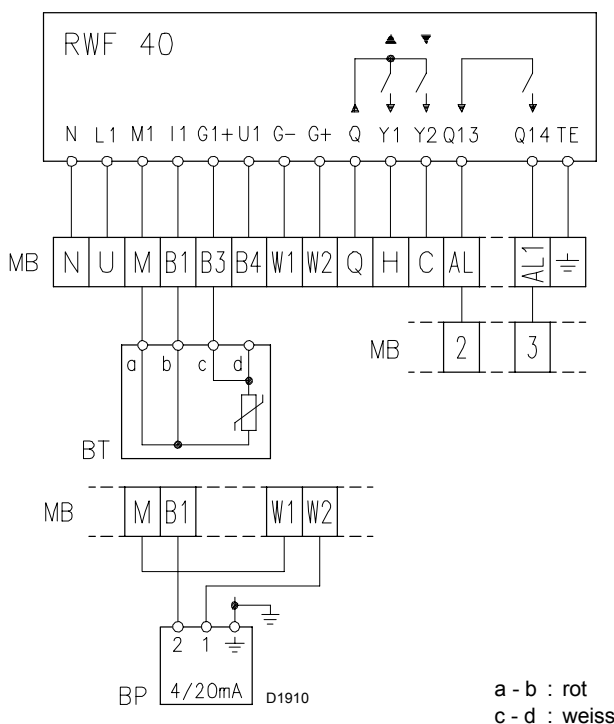 RWF 40
N L1 M1 I1 G1+ U1 G- G+ Q Y1 Y2 Q13 Q14 TE
MB N U M B1 B3 B4 W1 W2 Q H C AL AL1
MB 2 3
a b c d
BT
MB M B1 W1 W2
2 1
BP 4/20mA D1910
a - b : rot
c - d : weiss